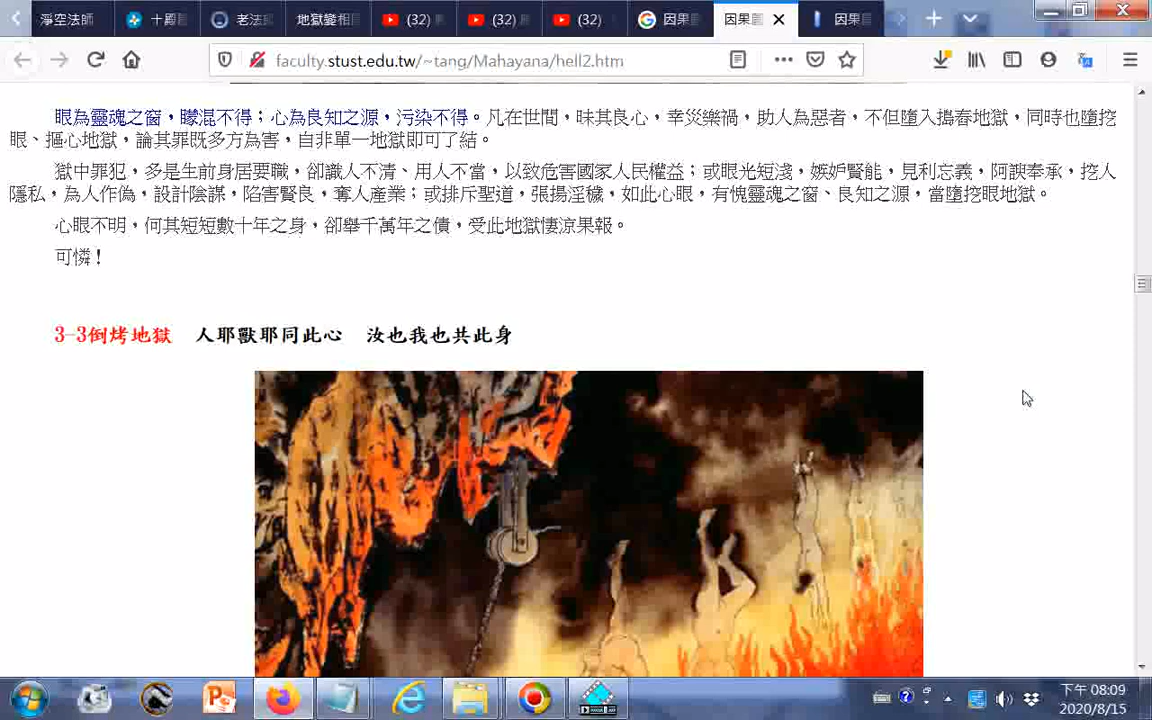 淨空法師
十殿
老法
地獄變相
(32)
(32)
(32)
因果
因果
因果
faculty.stust.edu.tw/~tang/Mahayana/hell2.htm
眼為靈魂之窗，矇混不得；心為良知之源，污染不得。凡在世間，昧其良心，幸災樂禍，助人為惡者，不但墮入搗舂地獄，同時也墮挖
眼、摳心地獄，論其罪既多方為害，自非單一地獄即可了結。
獄中罪犯，多是生前身居要職，卻識人不清、用人不當，以致危害國家人民權益；或眼光短淺，嫉妒賢能，見利忘義，阿諛奉承，挖人
隱私，為人作偽，設計陰謀，陷害賢良，奪人產業；或排斥聖道，張揚淫穢，如此心眼，有愧靈魂之窗、良知之源，當墮挖眼地獄。
心眼不明，何其短短數十年之身，卻舉千萬年之債，受此地獄悽涼果報。
可憐！
3-3倒烤地獄 人耶獸耶同此心 汝也我也共此身
下午 08:09
2020/8/15